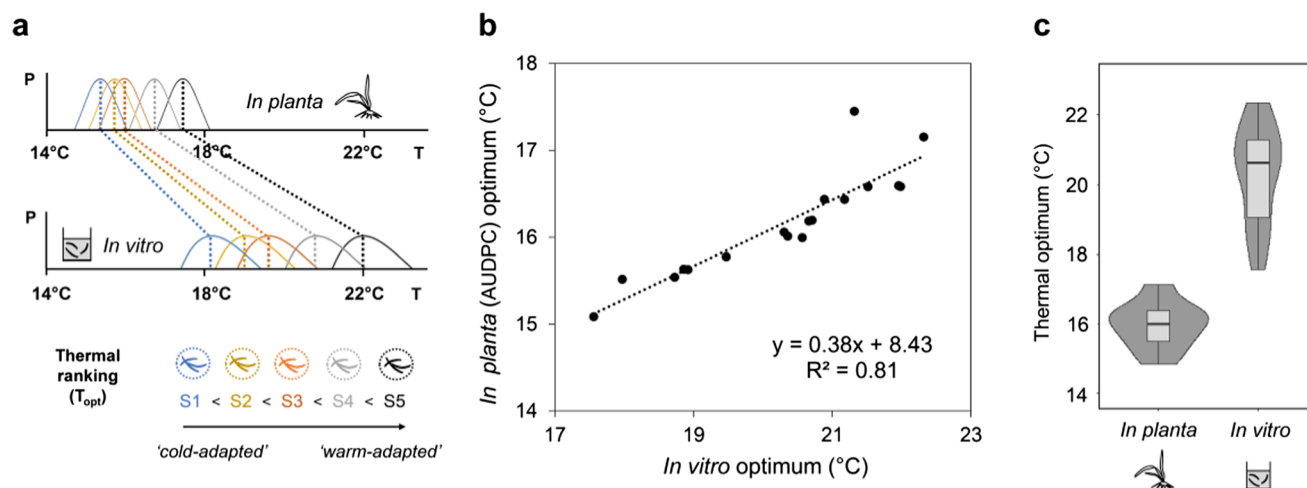 a
P
In planta
14°C 18°C 22°C T
P
In vitro
14°C 18°C 22°C T
Thermal
ranking
(Topt)
S1 < S2 < S3 < S4 < S5
'cold-adapted' 'warm-adapted'
b
In planta (AUDPC) optimum (°C)
18
17
16
15
14
y = 0.38x + 8.43
R² = 0.81
17 19 21 23
In vitro optimum (°C)
c
Thermal optimum (°C)
22
20
18
16
14
In planta In vitro